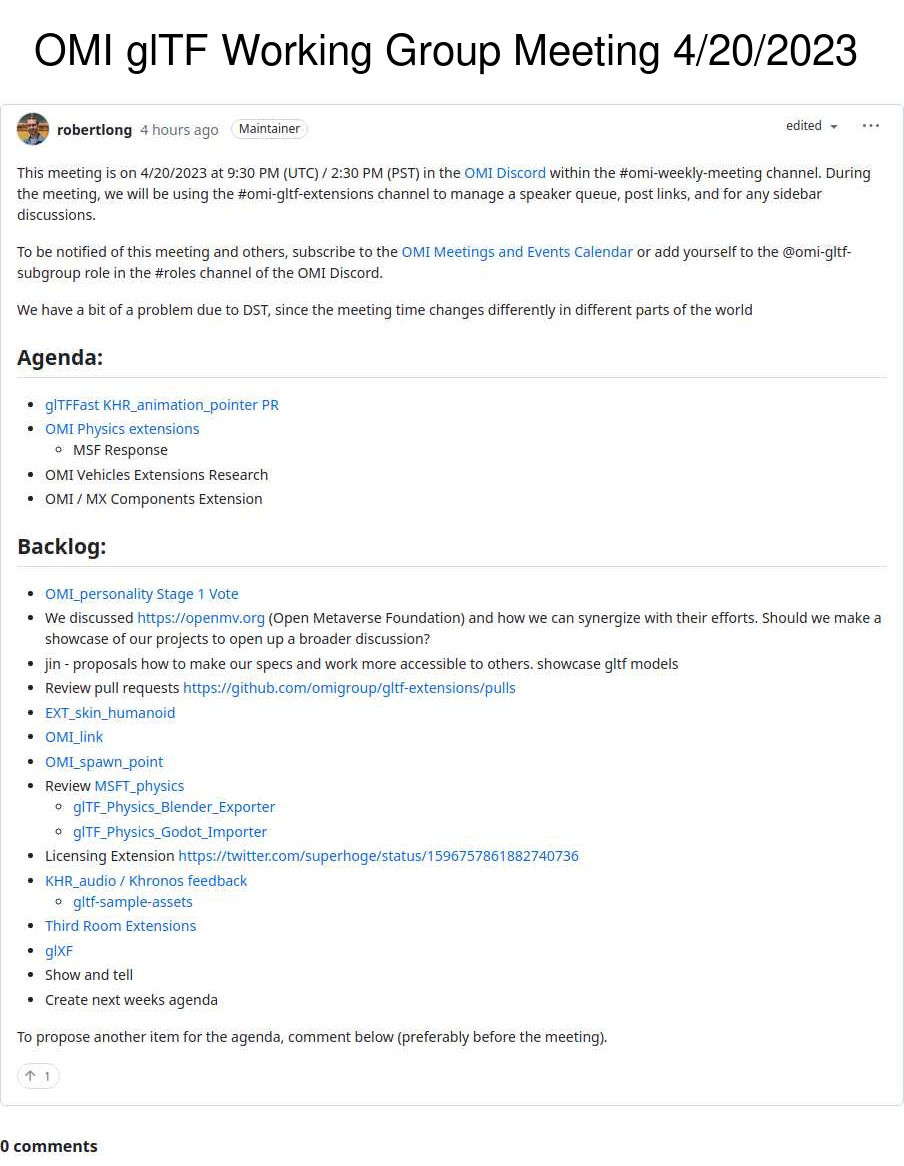 OMI glTF Working Group Meeting 4/20/2023
robertlong 4 hours ago Maintainer edited
This meeting is on 4/20/2023 at 9:30 PM (UTC) / 2:30 PM (PST) in the OMI Discord within the #omi-weekly-meeting channel. During
the meeting, we will be using the #omi-gltf-extensions channel to manage a speaker queue, post links, and for any sidebar
discussions.
To be notified of this meeting and others, subscribe to the OMI Meetings and Events Calendar or add yourself to the @omi-gltf-
subgroup role in the #roles channel of the OMI Discord.
We have a bit of a problem due to DST, since the meeting time changes differently in different parts of the world
Agenda:
glTFFast KHR_animation_pointer PR
OMI Physics extensions
MSF Response
OMI Vehicles Extensions Research
OMI / MX Components Extension
Backlog:
OMI_personality Stage 1 Vote
We discussed https://openmv.org (Open Metaverse Foundation) and how we can synergize with their efforts. Should we make a
showcase of our projects to open up a broader discussion?
jin - proposals how to make our specs and work more accessible to others. showcase gltf models
Review pull requests https://github.com/omigroup/gltf-extensions/pulls
EXT_skin_humanoid
OMI_link
OMI_spawn_point
Review MSFT_physics
glTF_Physics_Blender_Exporter
glTF_Physics_Godot_Importer
Licensing Extension https://twitter.com/superhoge/status/1596757861882740736
KHR_audio / Khronos feedback
gltf-sample-assets
Third Room Extensions
glXF
Show and tell
Create next weeks agenda
To propose another item for the agenda, comment below (preferably before the meeting).
1
0 comments